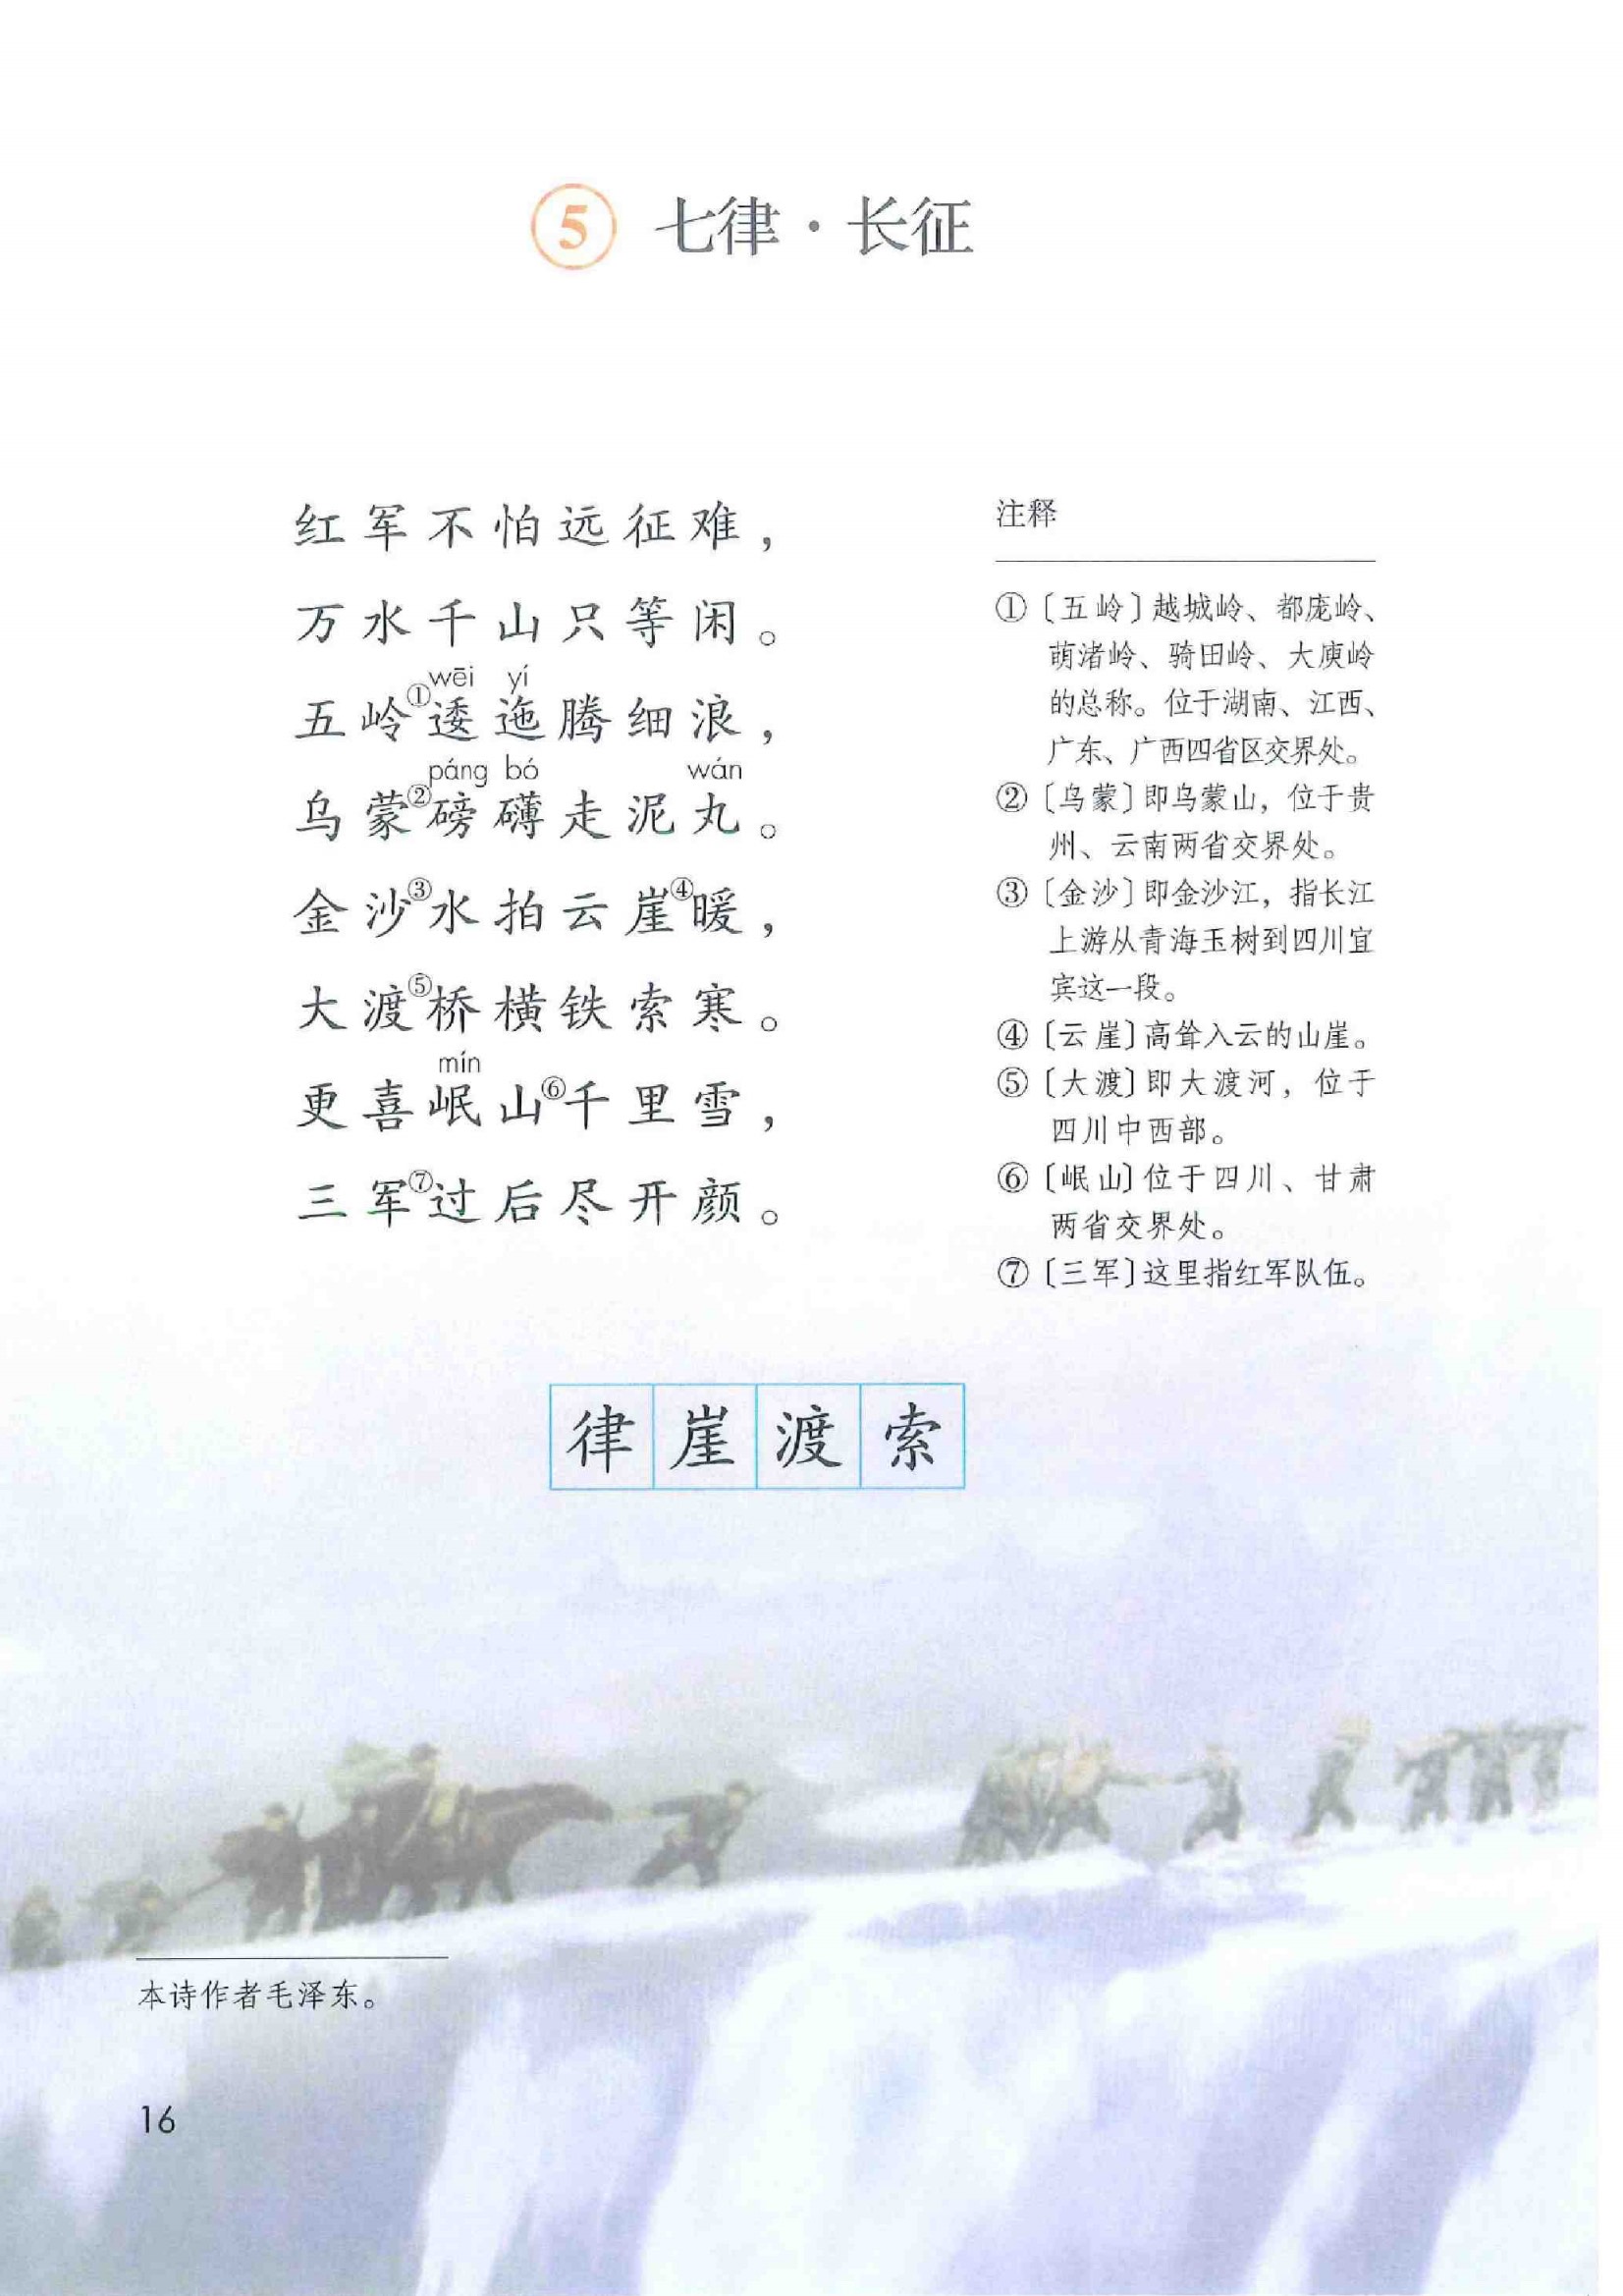 5 七律·长征
红军不怕远征难，
万水千山只等闲。
wēi yí
五岭①逶迤腾细浪，
páng bó wán
乌蒙②磅礴走泥丸。
金沙③水拍云崖④暖，
大渡⑤桥横铁索寒。
mín
更喜岷山⑥千里雪，
三军⑦过后尽开颜。
注释
①〔五岭〕越城岭、都庞岭、
萌渚岭、骑田岭、大庾岭
的总称。位于湖南、江西、
广东、广西四省区交界处。
②〔乌蒙〕即乌蒙山，位于贵
州、云南两省交界处。
③〔金沙〕即金沙江，指长江
上游从青海玉树到四川宜
宾这一段。
④〔云崖〕高耸入云的山崖。
⑤〔大渡〕即大渡河，位于
四川中西部。
⑥〔岷山〕位于四川、甘肃
两省交界处。
⑦〔三军〕这里指红军队伍。
律崖渡索
本诗作者毛泽东。
16